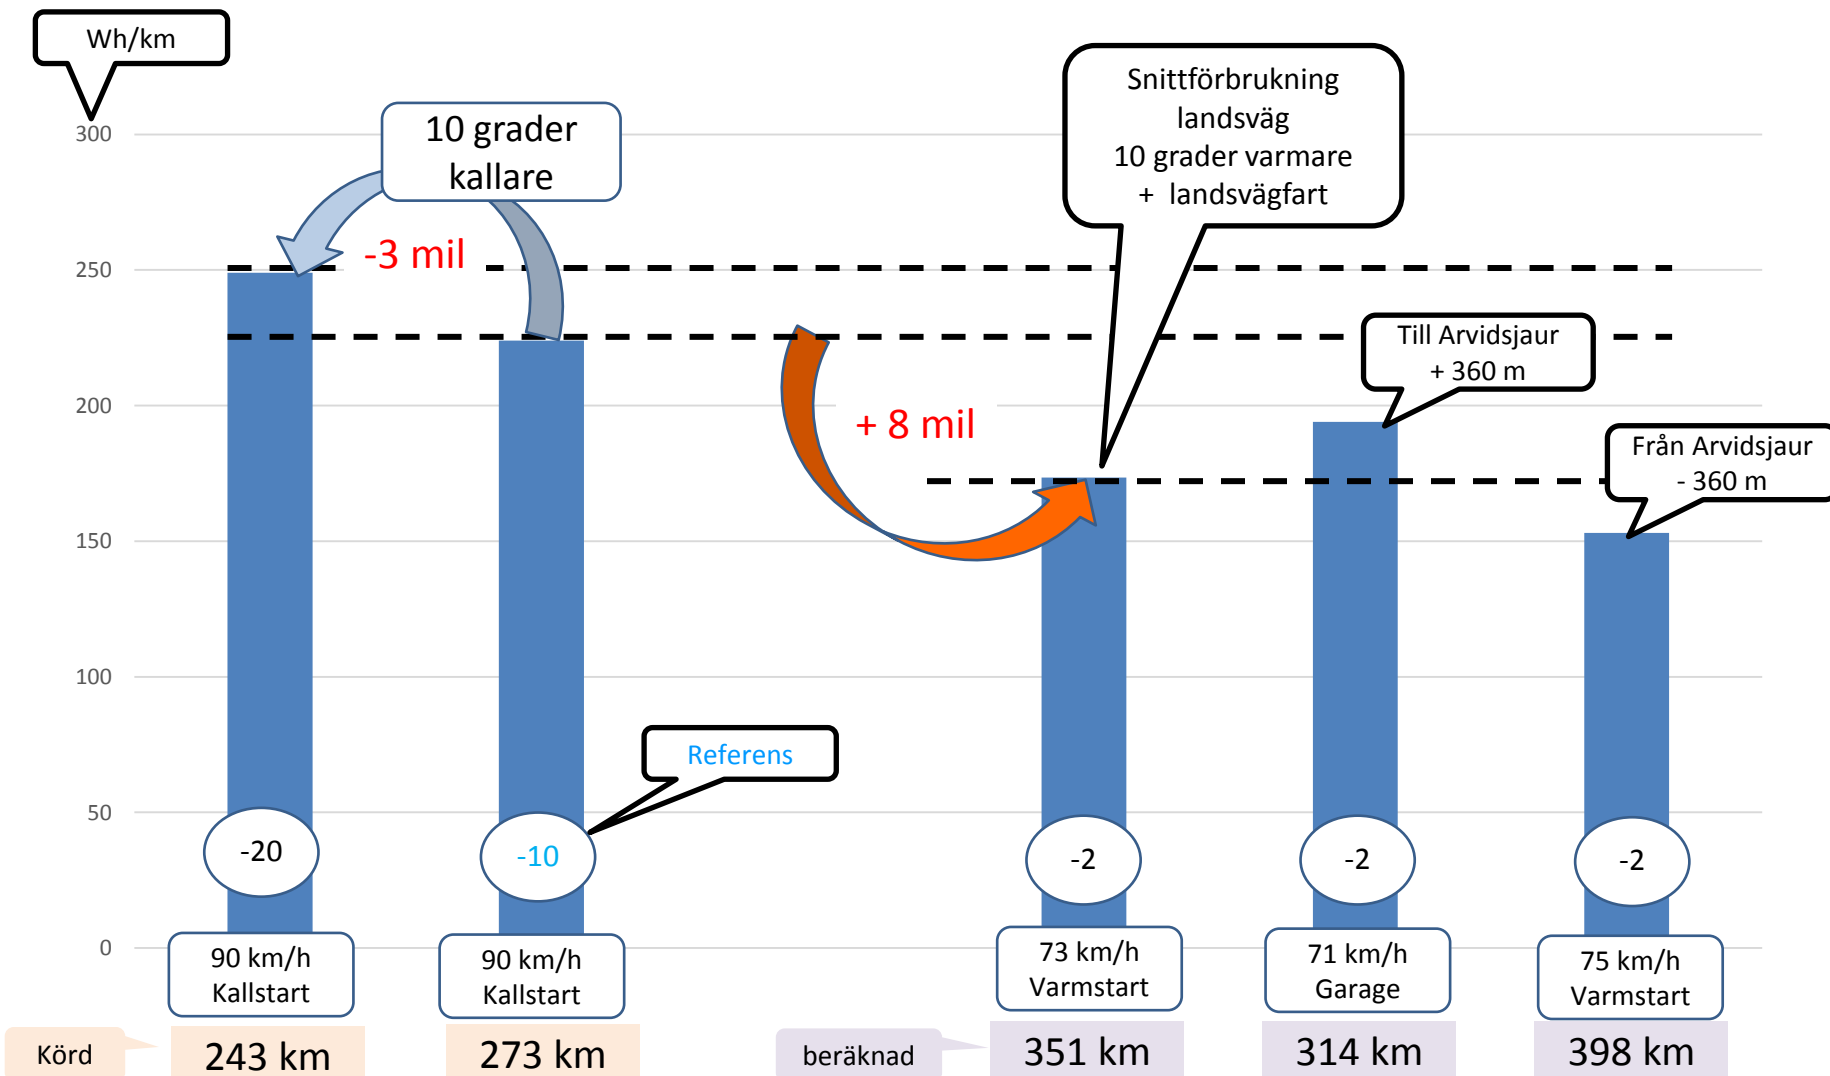 Wh/km
300
250
200
150
100
50
0
10 grader
kallare
-3 mil
+ 8 mil
Snittförbrukning
landsväg
10 grader varmare
+ landsvägfart
Till Arvidsjaur
+ 360 m
Från Arvidsjaur
- 360 m
Referens
-20
-10
-2
-2
-2
90 km/h
Kallstart
90 km/h
Kallstart
73 km/h
Varmstart
71 km/h
Garage
75 km/h
Varmstart
Körd
243 km
273 km
beräknad
351 km
314 km
398 km